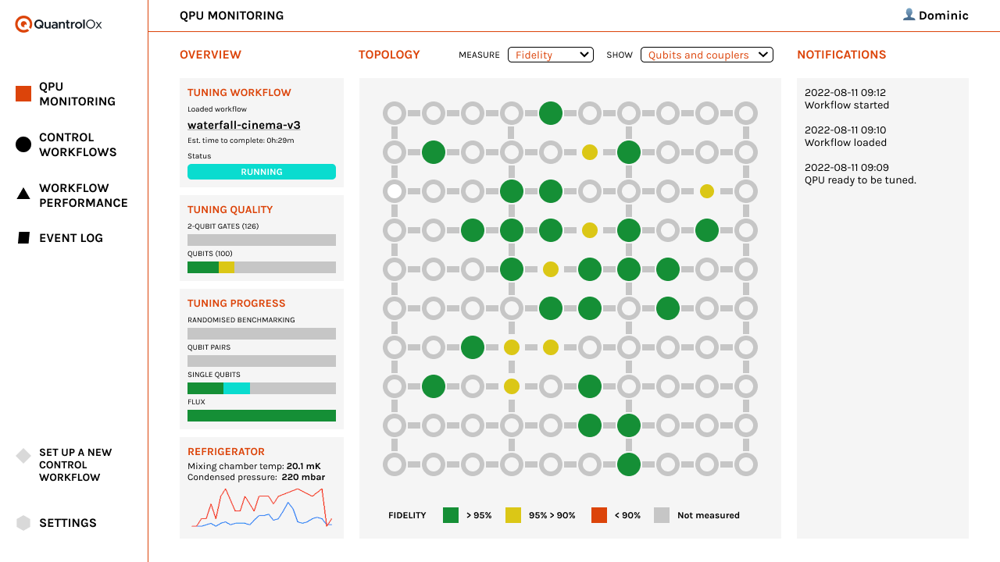 QuantrolOx
QPU MONITORING
Dominic
QPU
MONITORING
CONTROL
WORKFLOWS
WORKFLOW
PERFORMANCE
EVENT LOG
SET UP A NEW
CONTROL
WORKFLOW
SETTINGS
OVERVIEW
TUNING WORKFLOW
Loaded workflow
waterfall-cinema-v3
Est. time to complete: 0h:29m
Status
RUNNING
TUNING QUALITY
2-QUBIT GATES (126)
QUBITS (100)
TUNING PROGRESS
RANDOMISED BENCHMARKING
QUBIT PAIRS
SINGLE QUBITS
FLUX
REFRIGERATOR
Mixing chamber temp: 20.1 mK
Condensed pressure: 220 mbar
TOPOLOGY
MEASURE
Fidelity
SHOW
Qubits and couplers
FIDELITY
> 95%
95% > 90%
< 90%
Not measured
NOTIFICATIONS
2022-08-11 09:12
Workflow started
2022-08-11 09:10
Workflow loaded
2022-08-11 09:09
QPU ready to be tuned.